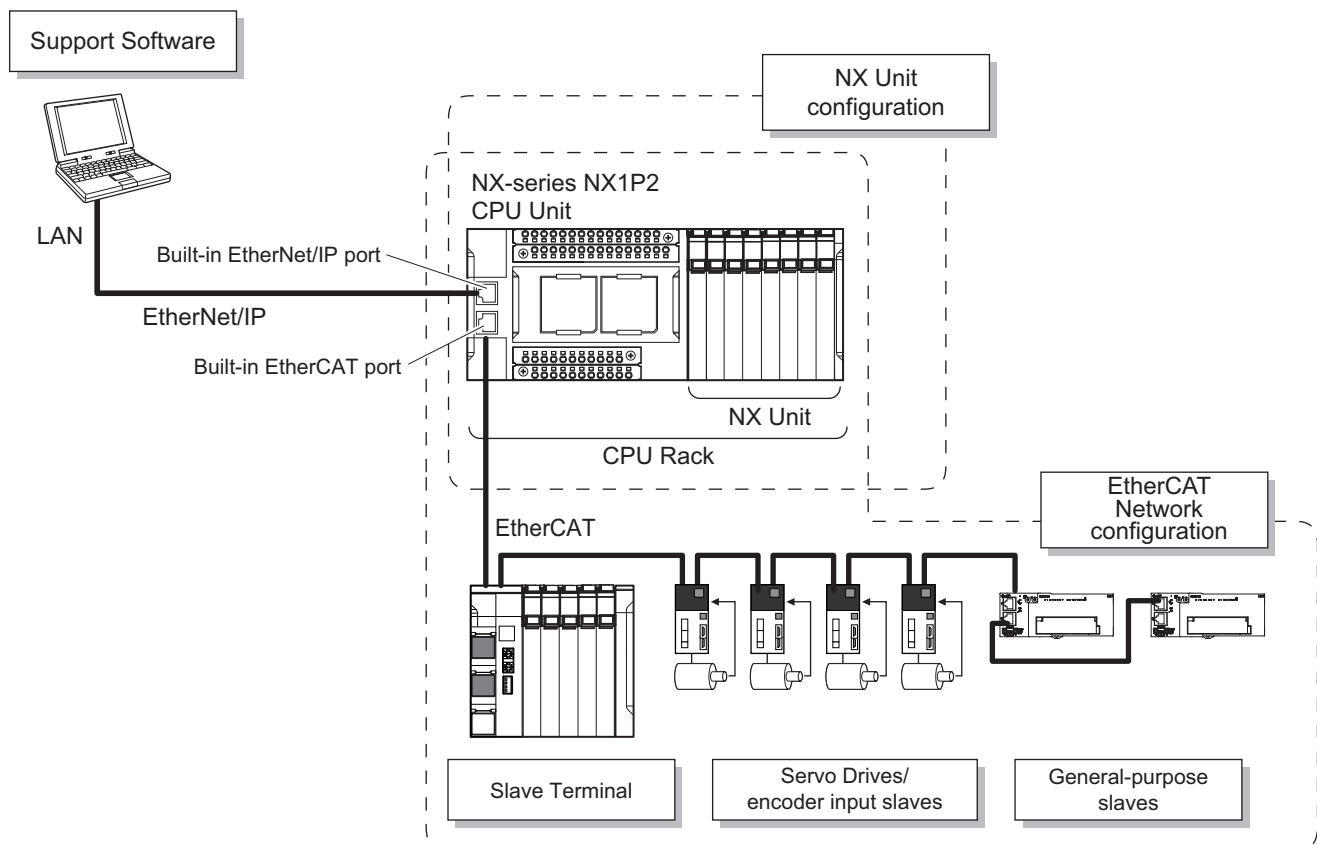 Support Software
NX Unit
configuration
NX-series NX1P2
CPU Unit
LAN
Built-in EtherNet/IP port
EtherNet/IP
Built-in EtherCAT port
NX Unit
CPU Rack
EtherCAT
Network
configuration
EtherCAT
Slave Terminal
Servo Drives/
encoder input slaves
General-purpose
slaves